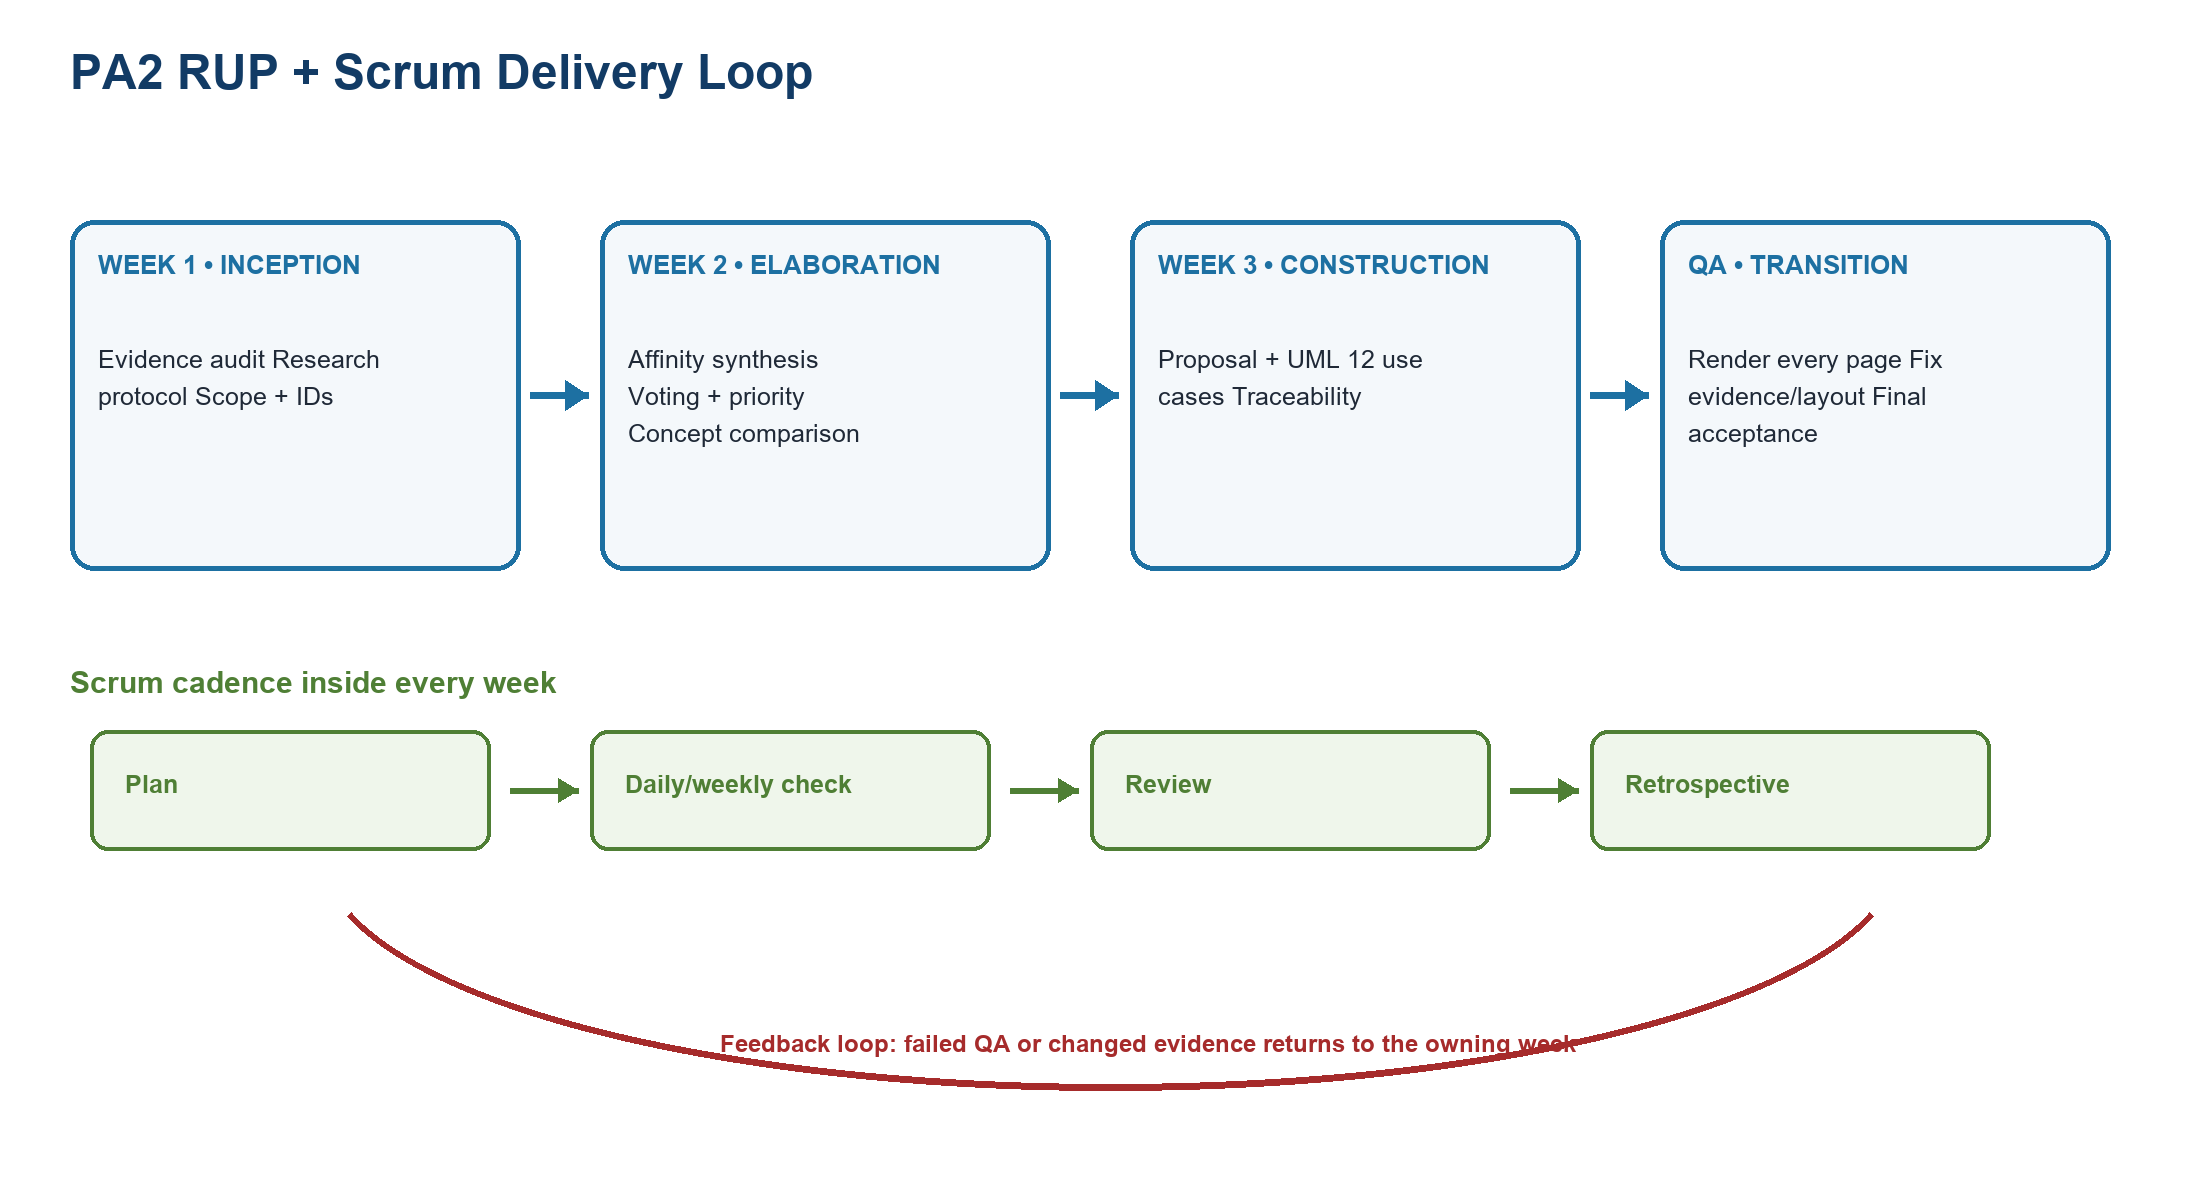 PA2 RUP + Scrum Delivery Loop
WEEK 1 • INCEPTION
Evidence audit Research
protocol Scope + IDs
WEEK 2 • ELABORATION
Affinity synthesis
Voting + priority
Concept comparison
WEEK 3 • CONSTRUCTION
Proposal + UML 12 use
cases Traceability
QA • TRANSITION
Render every page Fix
evidence/layout Final
acceptance
Scrum cadence inside every week
Plan
Daily/weekly check
Review
Retrospective
Feedback loop: failed QA or changed evidence returns to the owning week